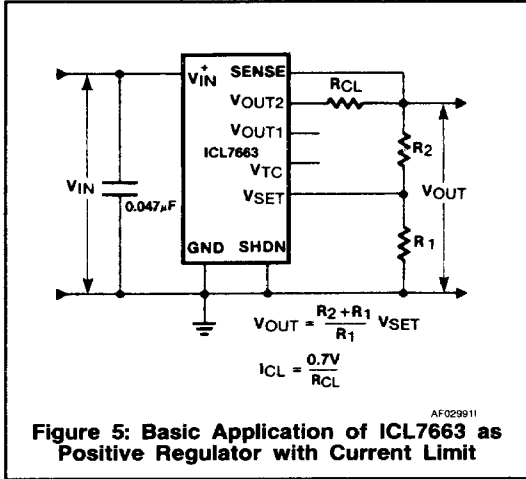 V+IN
SENSE
RCL
VOUT2
VOUT1
ICL7663
R2
VTC
VIN
0.047μF
VSET
VOUT
R1
GND SHDN
VOUT = R2+R1/R1 VSET
ICL = 0.7V/RCL
AF02991I
Figure 5: Basic Application of ICL7663 as
Positive Regulator with Current Limit